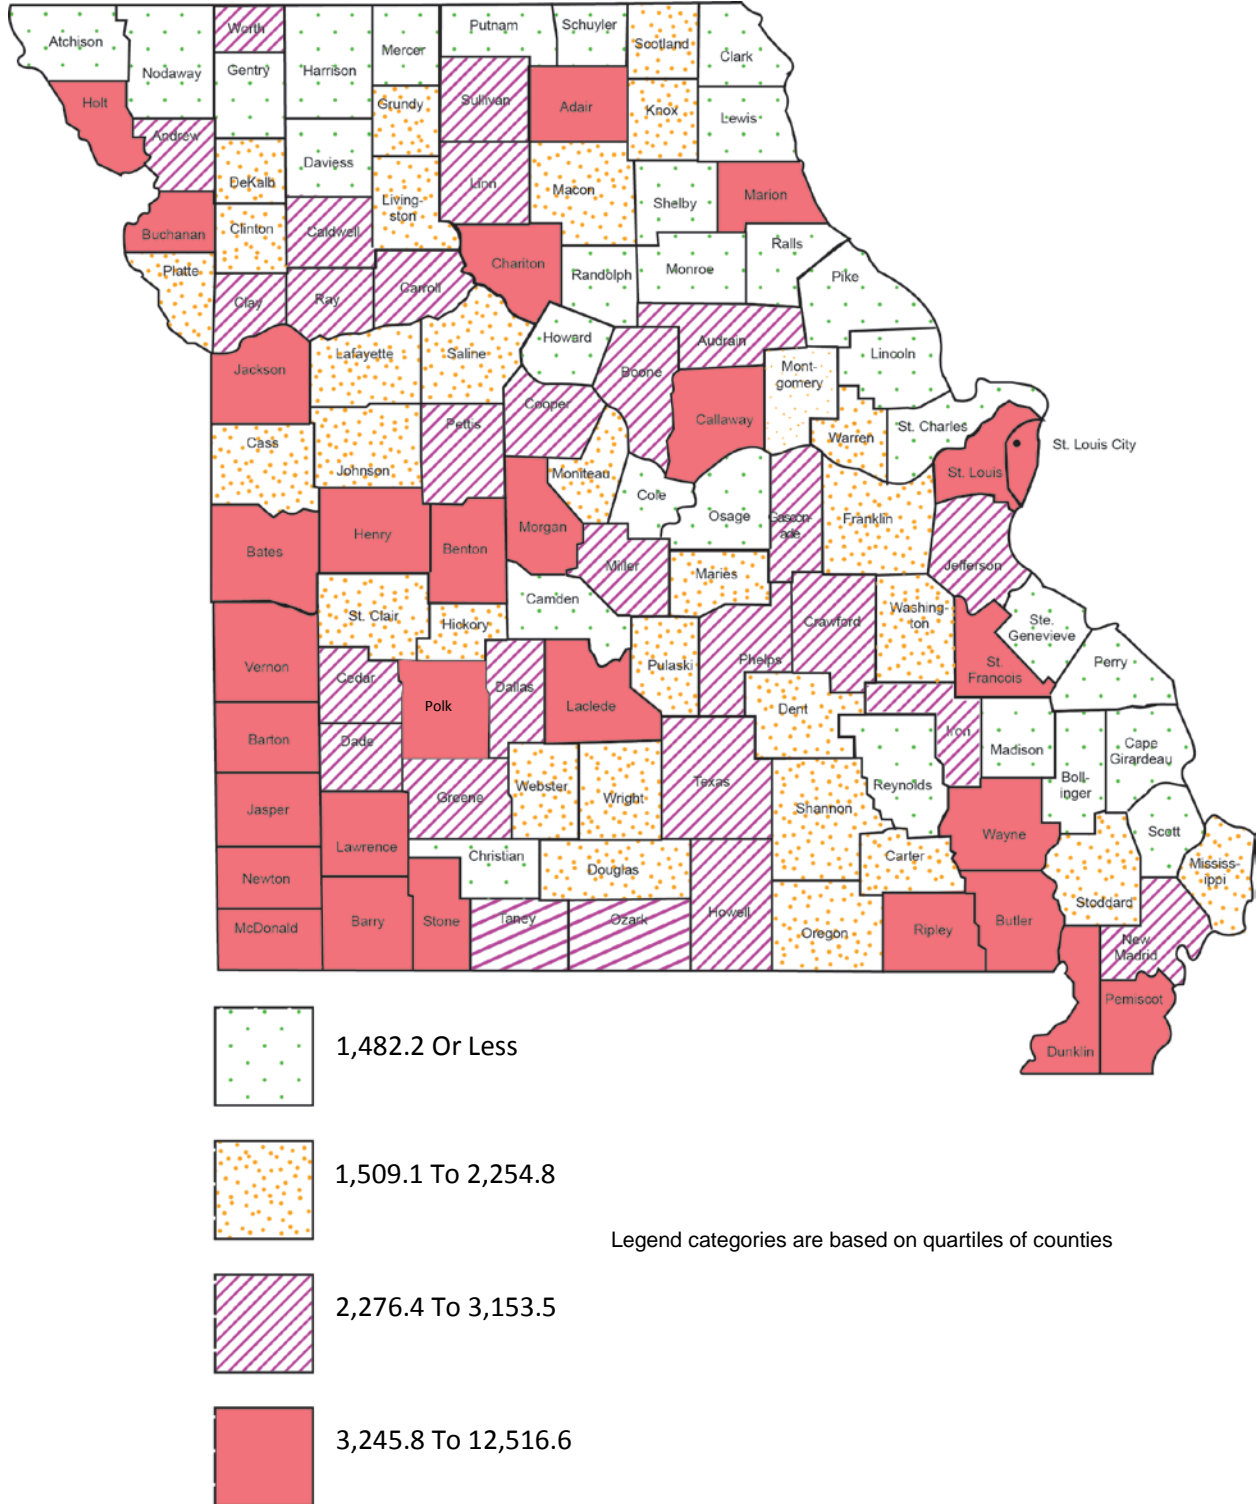 Atchison
Nodaway
Worth
Gentry
Harrison
Mercer
Putnam
Schuyler
Scotland
Clark
Holt
Andrew
DeKalb
Daviess
Grundy
Sullivan
Adair
Knox
Lewis
Buchanan
Clinton
Caldwell
Living-
ston
Linn
Macon
Shelby
Marion
Platte
Clay
Ray
Carroll
Chariton
Randolph
Monroe
Ralls
Pike
Jackson
Lafayette
Saline
Howard
Boone
Audrain
Mont-
gomery
Lincoln
Cass
Johnson
Pettis
Cooper
Moniteau
Callaway
Warren
St. Charles
St. Louis
St. Louis City
Bates
Henry
Benton
Morgan
Cole
Osage
Gascon-
ade
Franklin
Jefferson
Miller
Maries
St. Clair
Hickory
Camden
Pulaski
Phelps
Crawford
Washing-
ton
Ste.
Genevieve
St.
Francois
Perry
Vernon
Cedar
Polk
Dallas
Laclede
Dent
Iron
Madison
Boll-
inger
Cape
Girardeau
Barton
Dade
Greene
Webster
Wright
Texas
Shannon
Reynolds
Wayne
Scott
Jasper
Lawrence
Christian
Douglas
Carter
Stoddard
Mississ-
ippi
Newton
McDonald
Barry
Stone
Taney
Ozark
Howell
Oregon
Ripley
Butler
New
Madrid
Dunklin
Pemiscot
1,482.2 Or Less
1,509.1 To 2,254.8
Legend categories are based on quartiles of counties
2,276.4 To 3,153.5
3,245.8 To 12,516.6